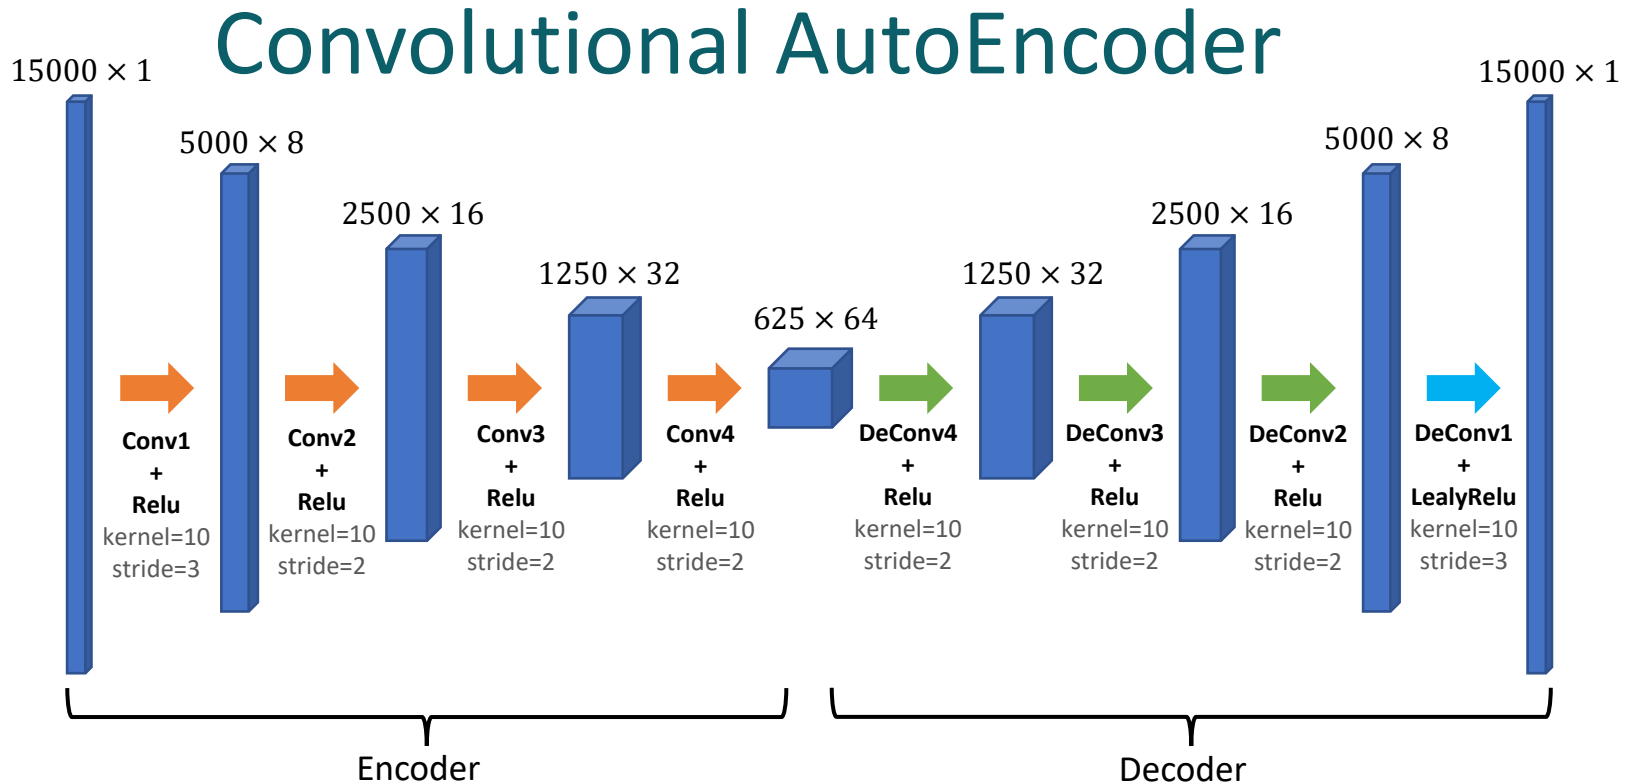 Convolutional AutoEncoder
15000 × 1
5000 × 8
2500 × 16
1250 × 32
625 × 64
1250 × 32
2500 × 16
5000 × 8
15000 × 1
Conv1
+
Relu
kernel=10
stride=3
Conv2
+
Relu
kernel=10
stride=2
Conv3
+
Relu
kernel=10
stride=2
Conv4
+
Relu
kernel=10
stride=2
DeConv4
+
Relu
kernel=10
stride=2
DeConv3
+
Relu
kernel=10
stride=2
DeConv2
+
Relu
kernel=10
stride=2
DeConv1
+
LealyRelu
kernel=10
stride=3
Encoder
Decoder